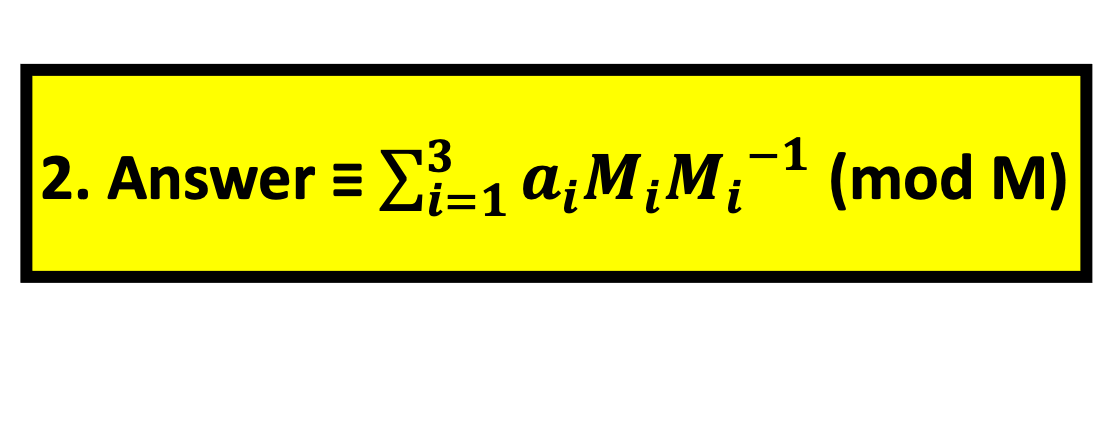 2. Answer ≡ ∑³ᵢ₌₁ aᵢMᵢMᵢ⁻¹ (mod M)